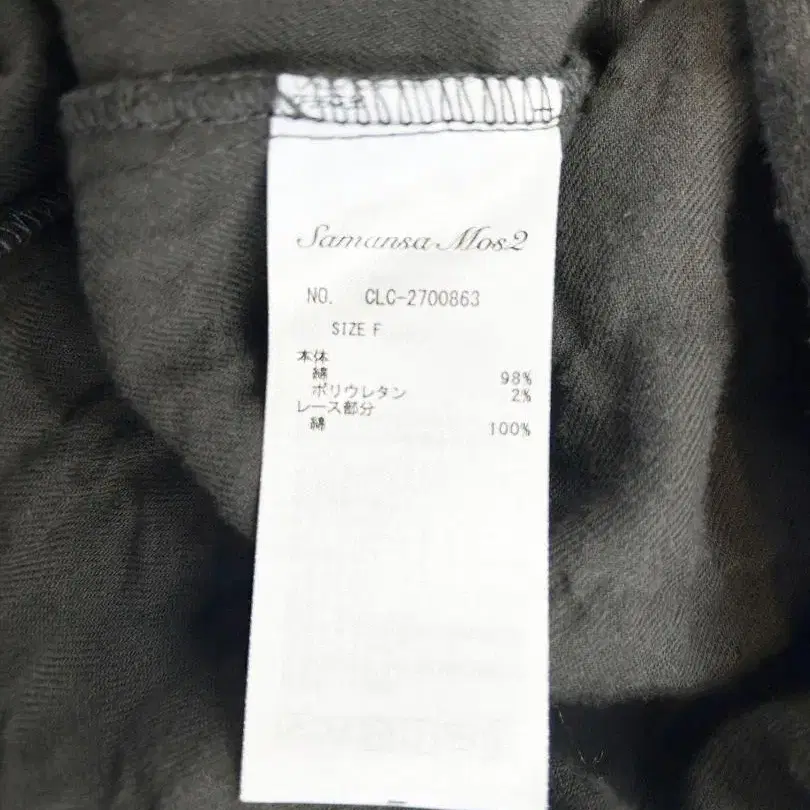 Samansa Mos2
NO. CLC-2700863
SIZE F
本体
綿 98%
ポリウレタン 2%
レース部分
綿 100%